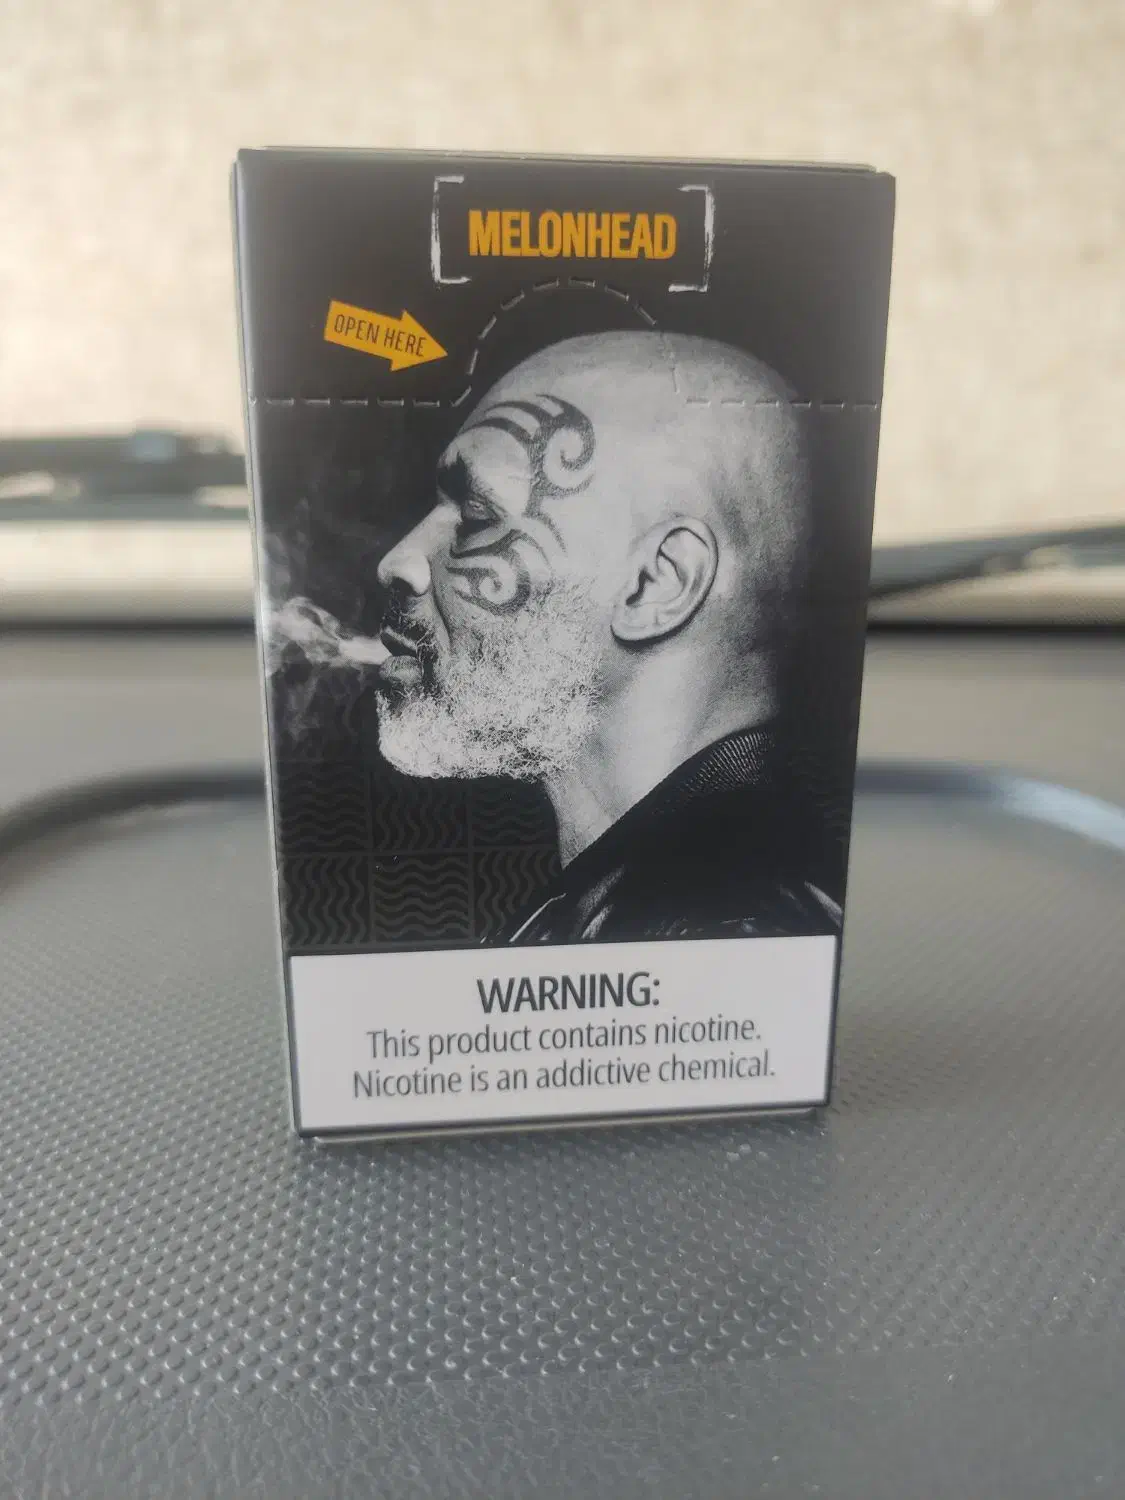 MELONHEAD
OPEN HERE
WARNING:
This product contains nicotine.
Nicotine is an addictive chemical.